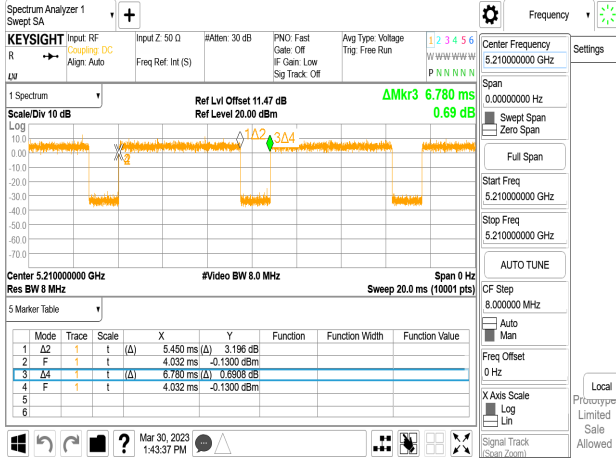 Spectrum Analyzer 1
Swept SA
Frequency
KEYSIGHT Input: RF Input Z: 50 Ω #Atten: 30 dB PNO: Fast Avg Type: Voltage 1 2 3 4 5 6
Coupling: DC Gate: Off Trig: Free Run
R Align: Auto Freq Ref: Int (S) IF Gain: Low W W W W W W
Sig Track: Off P N N N N N
LXI
1 Spectrum Ref Lvl Offset 11.47 dB ΔMkr3 6.780 ms
Scale/Div 10 dB Ref Level 20.00 dBm 0.69 dB
Log
10.0
0.00
-10.0
-20.0
-30.0
-40.0
-50.0
-60.0
-70.0
1Δ2
3Δ4
Center 5.210000000 GHz #Video BW 8.0 MHz Span 0 Hz
Res BW 8 MHz Sweep 20.0 ms (10001 pts)
5 Marker Table
Mode Trace Scale X Y Function Function Width Function Value
1 Δ2 1 t (Δ) 5.450 ms (Δ) 3.196 dB
2 F 1 t 4.032 ms -0.1300 dBm
3 Δ4 1 t (Δ) 6.780 ms (Δ) 0.6908 dB
4 F 1 t 4.032 ms -0.1300 dBm
5
6
Mar 30, 2023
1:43:37 PM
Center Frequency
5.210000000 GHz
Span
0.00000000 Hz
Swept Span
Zero Span
Full Span
Start Freq
5.210000000 GHz
Stop Freq
5.210000000 GHz
AUTO TUNE
CF Step
8.000000 MHz
Auto
Man
Freq Offset
0 Hz
X Axis Scale
Log
Lin
Signal Track
(Span Zoom)
Settings
Local
Prototype
Limited
Sale
Allowed